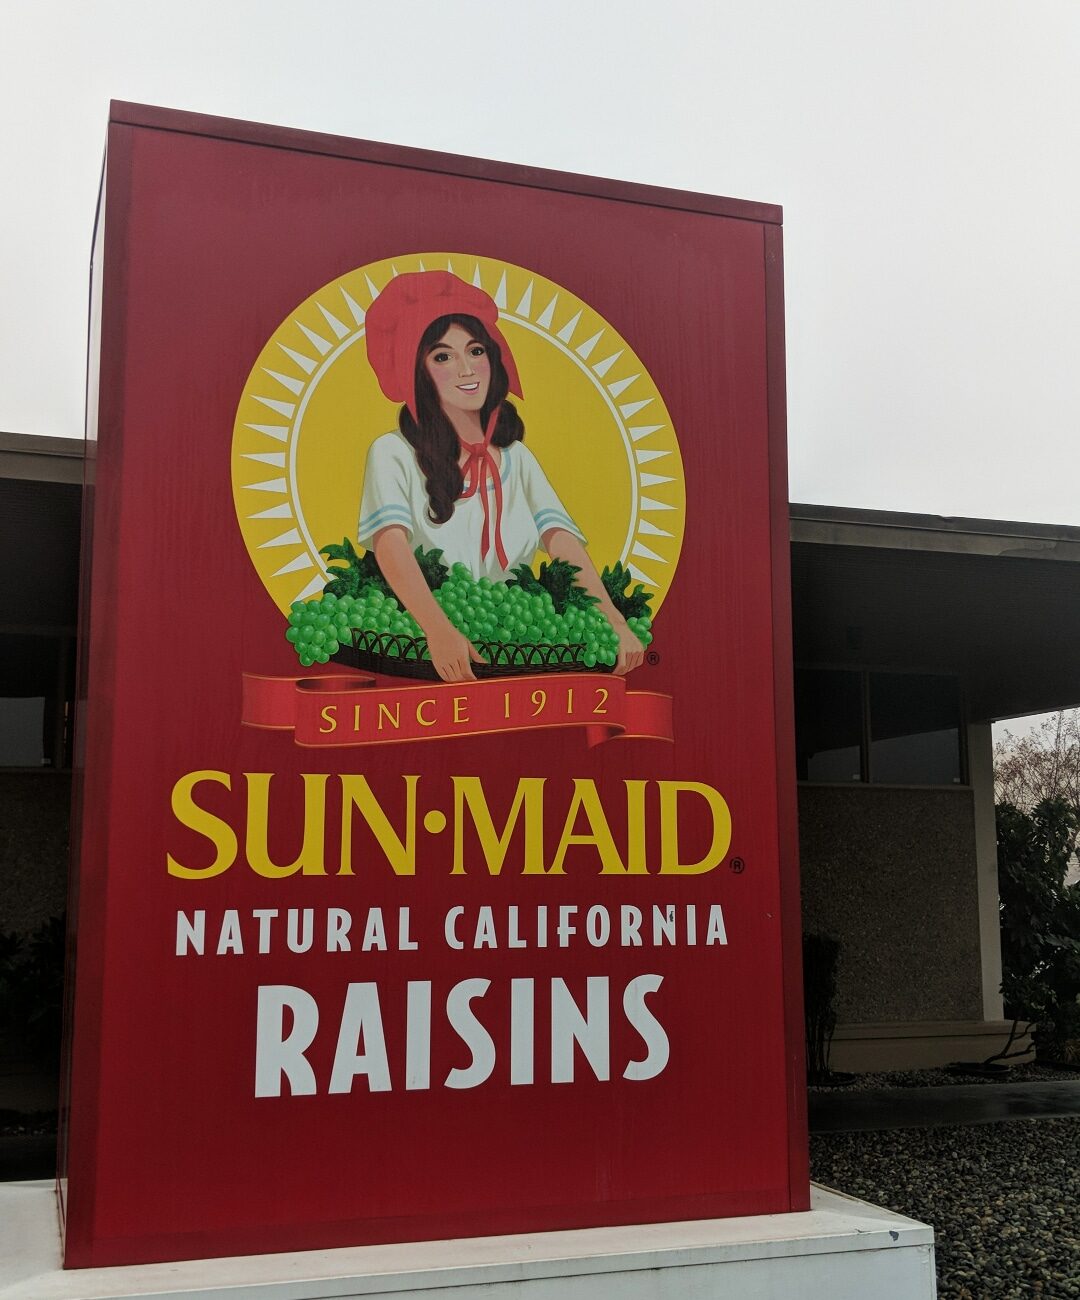 SINCE 1912
SUN•MAID®
NATURAL CALIFORNIA
RAISINS